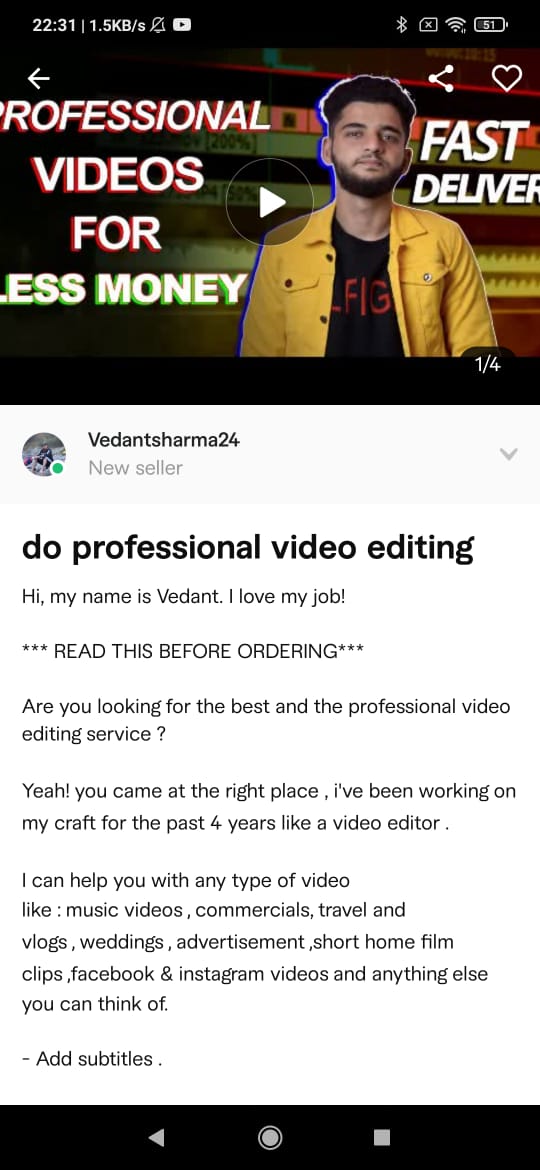 22:31 | 1.5KB/s
51
PROFESSIONAL
VIDEOS
FOR
LESS MONEY
FAST
DELIVER
[200%]
FIG
1/4
Vedantsharma24
New seller
do professional video editing
Hi, my name is Vedant. I love my job!
*** READ THIS BEFORE ORDERING***
Are you looking for the best and the professional video
editing service ?
Yeah! you came at the right place , i've been working on
my craft for the past 4 years like a video editor .
I can help you with any type of video
like : music videos , commercials, travel and
vlogs , weddings , advertisement ,short home film
clips ,facebook & instagram videos and anything else
you can think of.
- Add subtitles .